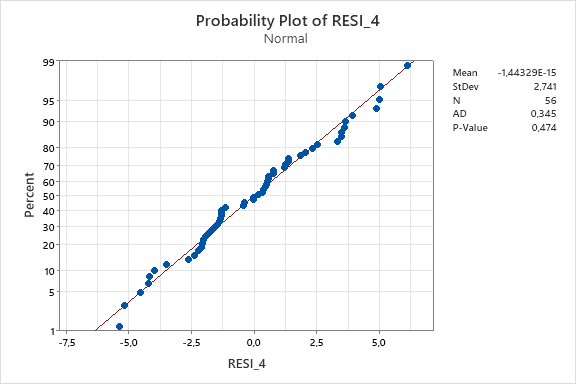 Probability Plot of RESI_4
Normal
Mean -1,44329E-15
StDev 2,741
N 56
AD 0,345
P-Value 0,474
Percent
99
95
90
80
70
60
50
40
30
20
10
5
1
-7,5 -5,0 -2,5 0,0 2,5 5,0
RESI_4